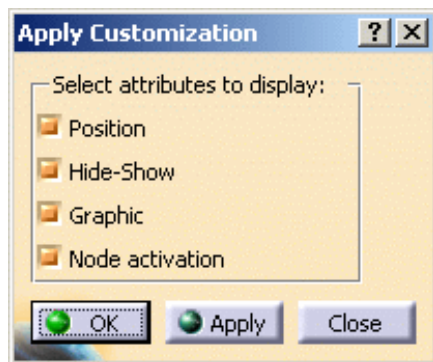 Apply Customization ? X
Select attributes to display:
Position
Hide-Show
Graphic
Node activation
OK Apply Close